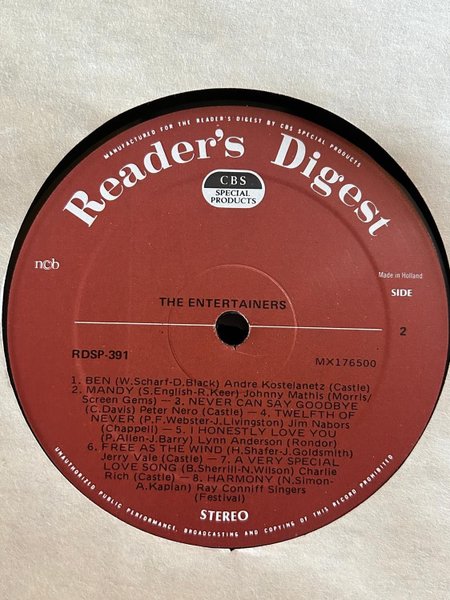 MANUFACTURED FOR THE READER'S DIGEST BY CBS SPECIAL PRODUCTS
Reader's Digest
CBS
SPECIAL
PRODUCTS
ncb
Made in Holland
SIDE
2
THE ENTERTAINERS
RDSP-391
MX176500
1. BEN (W.Scharf-D.Black) Andre Kostelanetz (Castle)
2. MANDY (S.English-R.Keer) Johnny Mathis (Morris/
Screen Gems) — 3. NEVER CAN SAY GOODBYE
(C.Davis) Peter Nero (Castle) — 4. TWELFTH OF
NEVER (P.F.Webster-J.Livingston) Jim Nabors
(Chappell) — 5. I HONESTLY LOVE YOU
(P.Allen-J.Barry) Lynn Anderson (Rondor)
6. FREE AS THE WIND (H.Shafer-J.Goldsmith)
Jerry Vale (Castle) — 7. A VERY SPECIAL
LOVE SONG (B.Sherrill-N.Wilson) Charlie
Rich (Castle) — 8. HARMONY (N.Simon-
A.Kaplan) Ray Conniff Singers
(Festival)
STEREO
UNAUTHORIZED PUBLIC PERFORMANCE, BROADCASTING AND COPYING OF THIS RECORD PROHIBITED